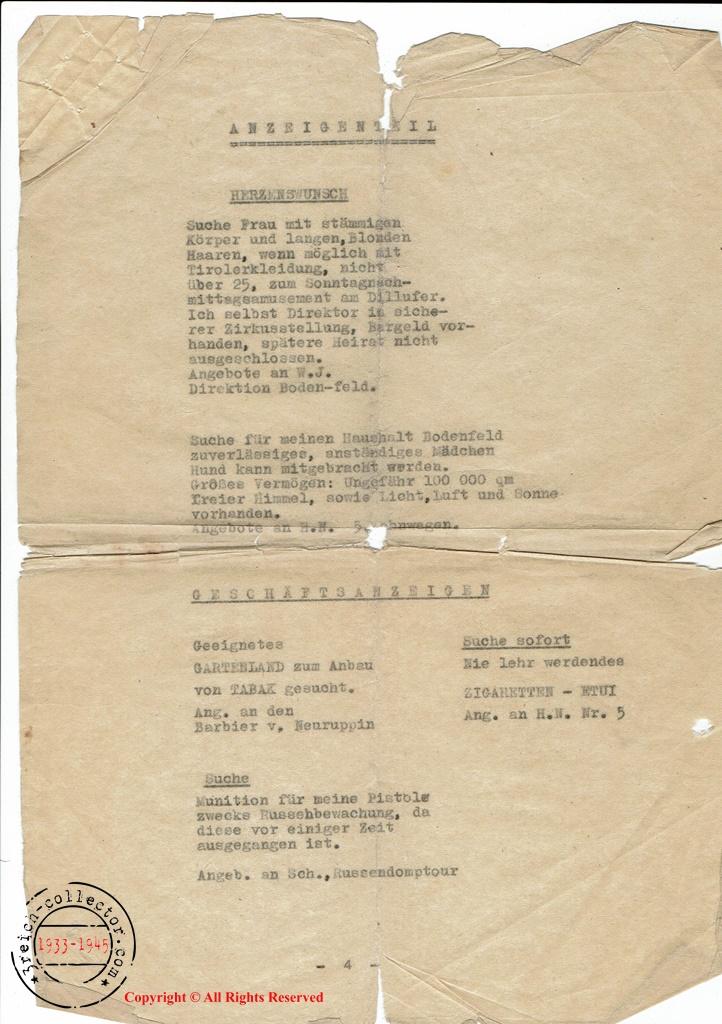 ANZEIGENTEIL
HERZENSWUNSCH
Suche Frau mit stämmigen
Körper und langen,Blonden
Haaren, wenn möglich mit
Tirolerkleidung, nicht
über 25, zum Sonntagnach-
mittagsamusement am Dillufer.
Ich selbst Direktor in siche-
rer Zirkusstellung, Bargeld vor-
handen, spätere Heirat nicht
ausgeschlossen.
Angebote an W.J.
Direktion Boden-feld.
Suche für meinen Haushalt Bodenfeld
zuverlässiges, anständiges Mädchen
Hund kann mitgebracht werden.
Großes Vermögen: Ungefähr 100 000 qm
freier Himmel, sowie Licht,Luft und Sonne
vorhanden.
Angebote an H.N. 5
GESCHÄFTSANZEIGEN
Geeignetes
GARTENLAND zum Anbau
von TABAK gesucht.
Ang. an den
Barbier v. Neuruppin
Suche sofort
Nie lehr werdendes
ZIGARETTEN - ETUI
Ang. an H.N. Nr. 5
Suche
Munition für meine Pistole
zwecks Russenbewachung, da
diese vor einiger Zeit
ausgegangen ist.
Angeb. an Sch.,Russendomptour
- 4 -
3reich-collector.com
1933-1945
Copyright © All Rights Reserved